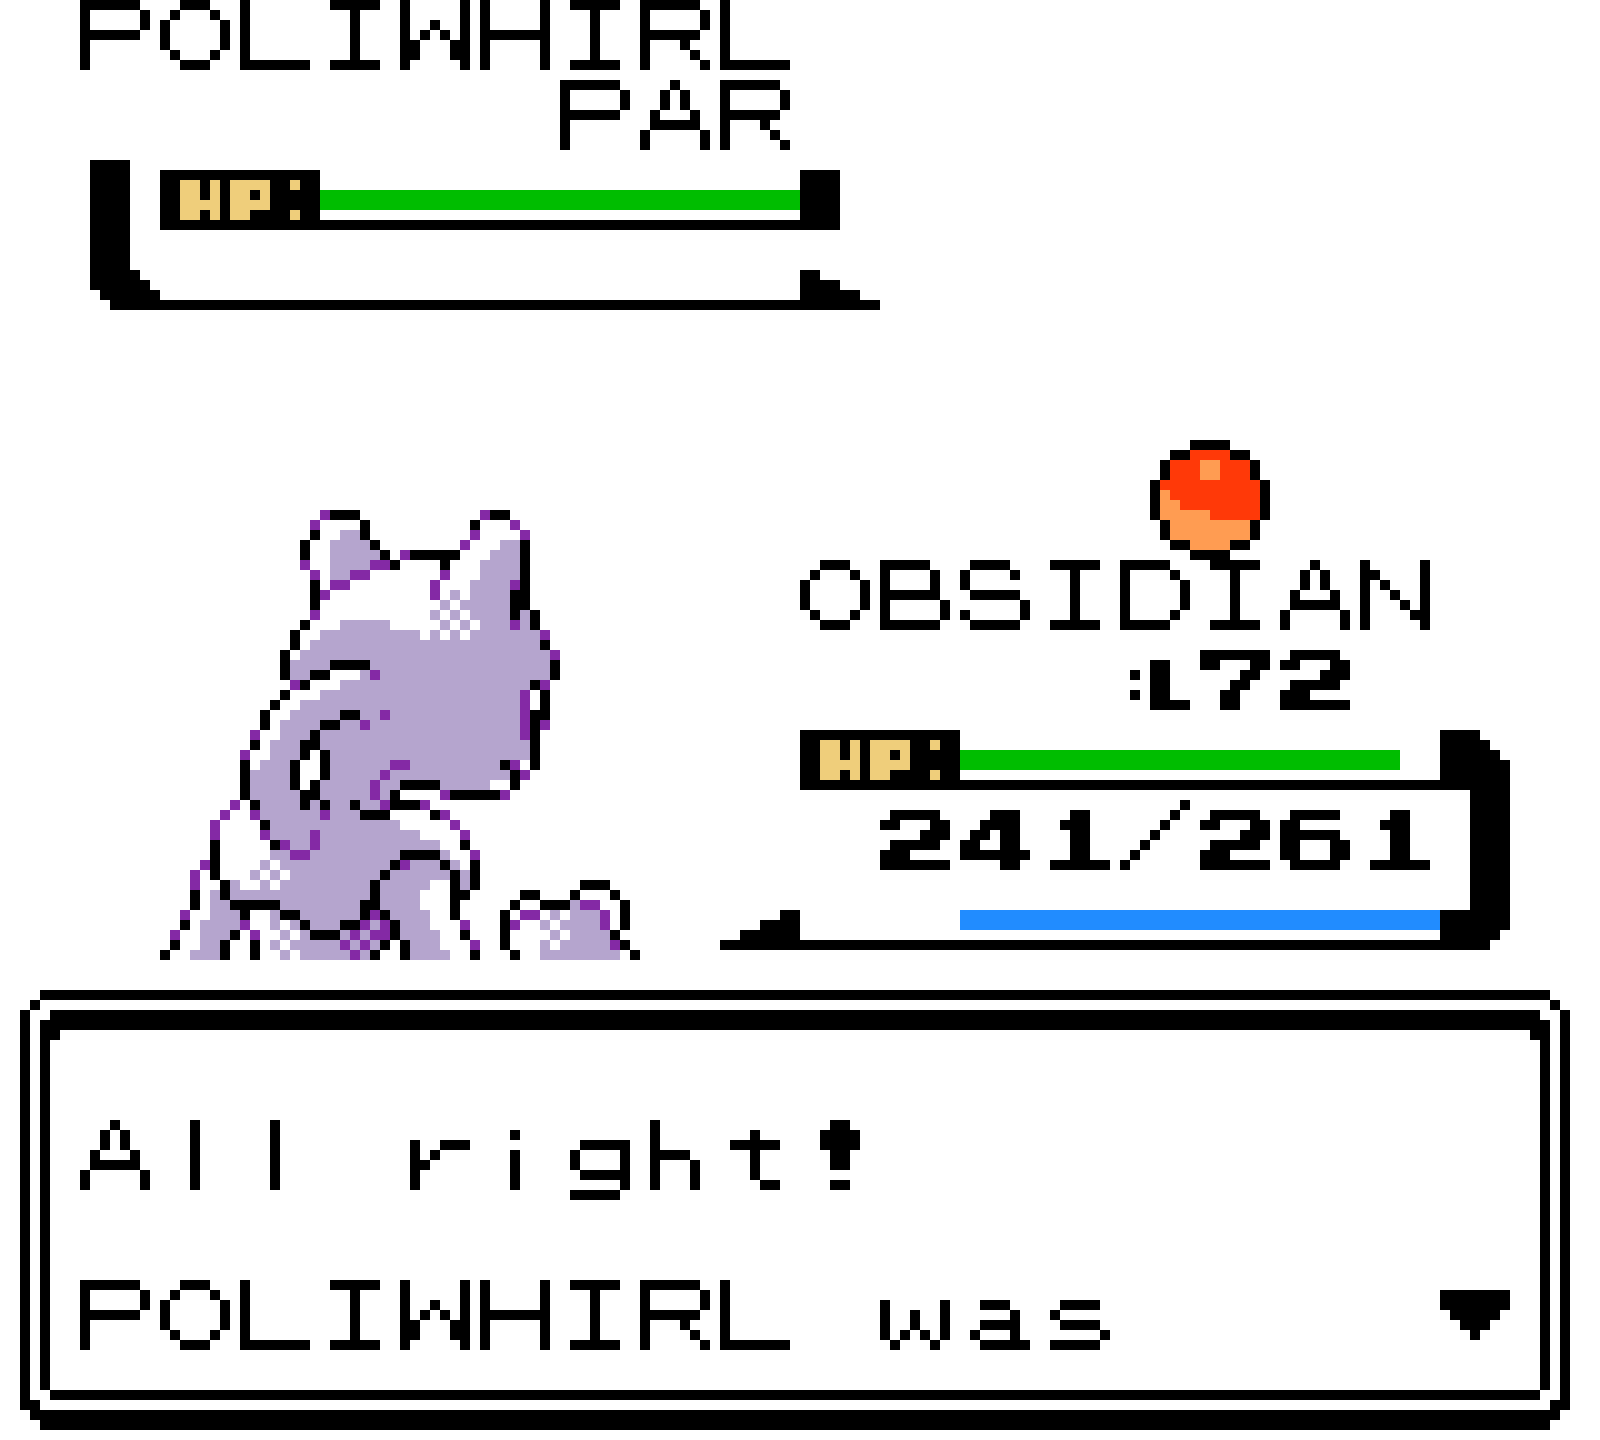 POLIWHIRL
PAR
HP:
OBSIDIAN
:L72
HP:
241/261
All right!
POLIWHIRL was